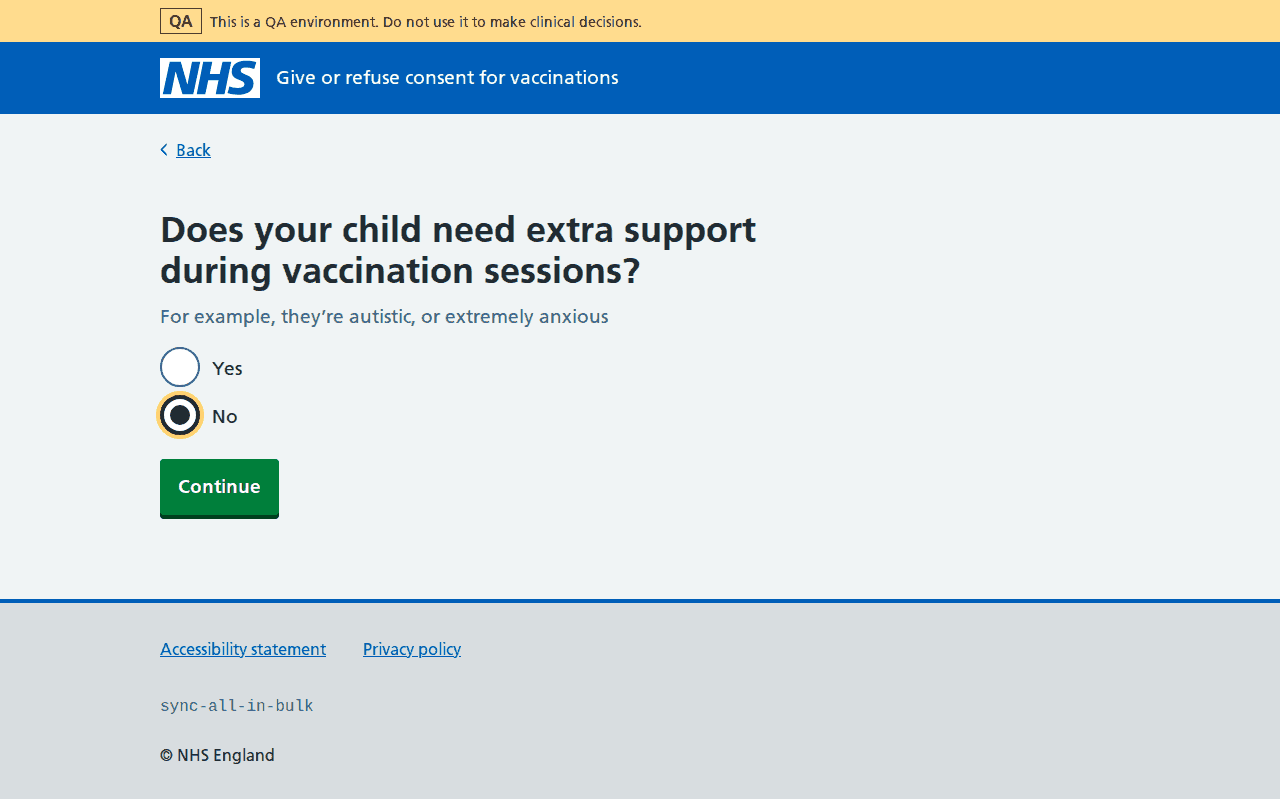 QA This is a QA environment. Do not use it to make clinical decisions.
NHS Give or refuse consent for vaccinations
Back
Does your child need extra support
during vaccination sessions?
For example, they’re autistic, or extremely anxious
Yes
No
Continue
Accessibility statement Privacy policy
sync-all-in-bulk
© NHS England